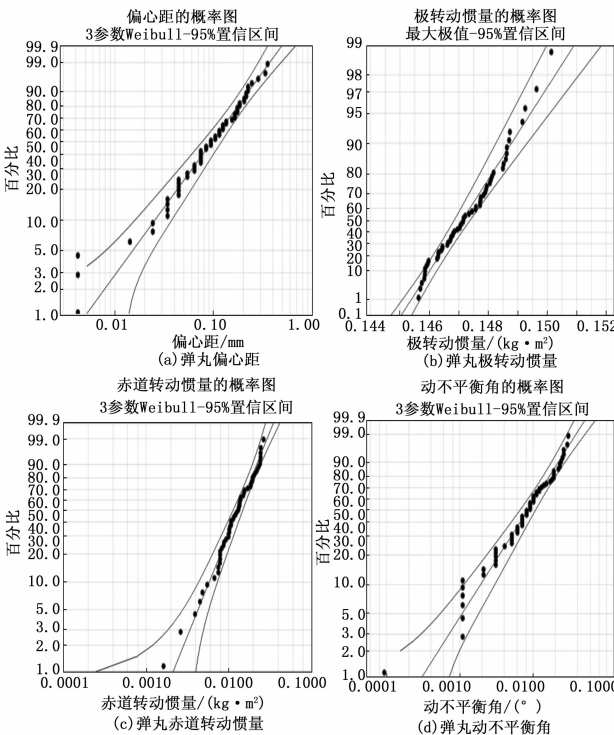 偏心距的概率图
3参数Weibull-95%置信区间
99.9
99.0
90.0
80.0
70.0
60.0
50.0
40.0
30.0
20.0
10.0
5.0
3.0
2.0
1.0
百分比
0.01 0.10 1.00
偏心距/mm
(a)弹丸偏心距
极转动惯量的概率图
最大极值-95%置信区间
99
98
97
95
90
80
70
60
50
40
30
20
10
1
0.1
百分比
0.144 0.146 0.148 0.150 0.152
极转动惯量/(kg·m²)
(b)弹丸极转动惯量
赤道转动惯量的概率图
3参数Weibull-95%置信区间
99.9
99.0
90.0
80.0
70.0
60.0
50.0
40.0
30.0
20.0
10.0
5.0
3.0
2.0
1.0
百分比
0.0001 0.0010 0.0100 0.1000
赤道转动惯量/(kg·m²)
(c)弹丸赤道转动惯量
动不平衡角的概率图
3参数Weibull-95%置信区间
99.9
99.0
90.0
80.0
70.0
60.0
50.0
40.0
30.0
20.0
10.0
5.0
3.0
2.0
1.0
百分比
0.0001 0.0010 0.0100 0.1000
动不平衡角/(°)
(d)弹丸动不平衡角